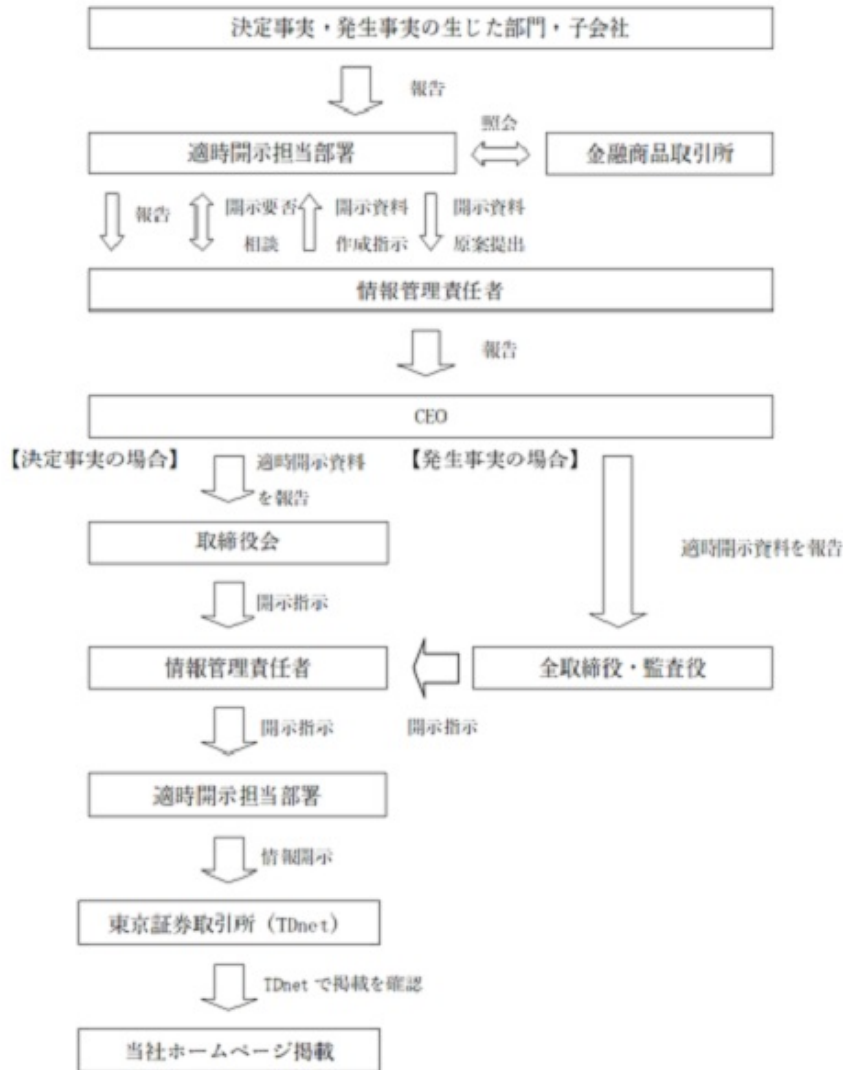 決定事実・発生事実の生じた部門・子会社
報告
照会
適時開示担当部署
金融商品取引所
報告
開示要否
相談
開示資料
作成指示
開示資料
原案提出
情報管理責任者
報告
CEO
【決定事実の場合】
適時開示資料
を報告
【発生事実の場合】
取締役会
適時開示資料を報告
開示指示
情報管理責任者
全取締役・監査役
開示指示
開示指示
適時開示担当部署
情報開示
東京証券取引所（TDnet）
TDnet で掲載を確認
当社ホームページ掲載